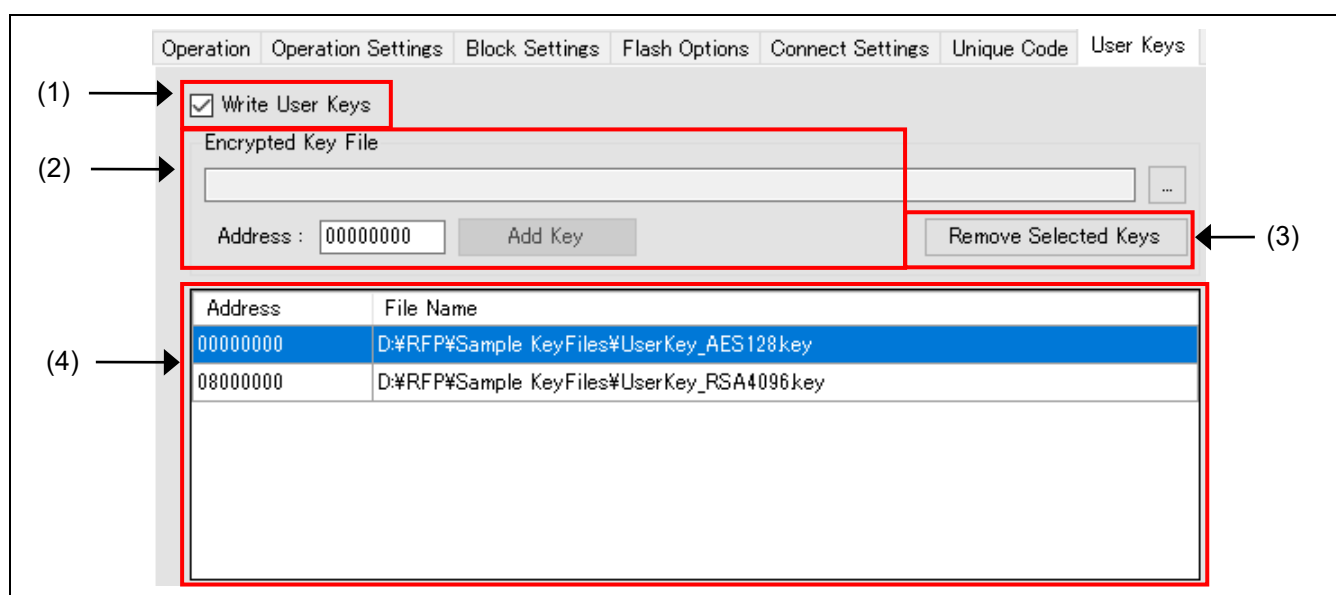 Operation Operation Settings Block Settings Flash Options Connect Settings Unique Code User Keys
(1)
Write User Keys
Encrypted Key File
(2)
...
Address : 00000000 Add Key Remove Selected Keys
(3)
Address File Name
00000000 D:¥RFP¥Sample KeyFiles¥UserKey_AES128.key
(4)
08000000 D:¥RFP¥Sample KeyFiles¥UserKey_RSA4096.key